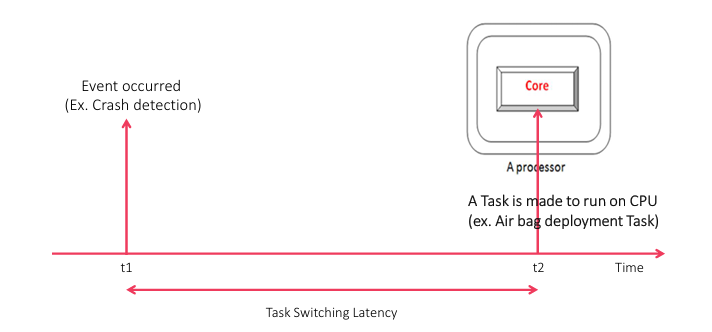 Event occurred
(Ex. Crash detection)
Core
A processor
A Task is made to run on CPU
(ex. Air bag deployment Task)
t1
t2
Time
Task Switching Latency